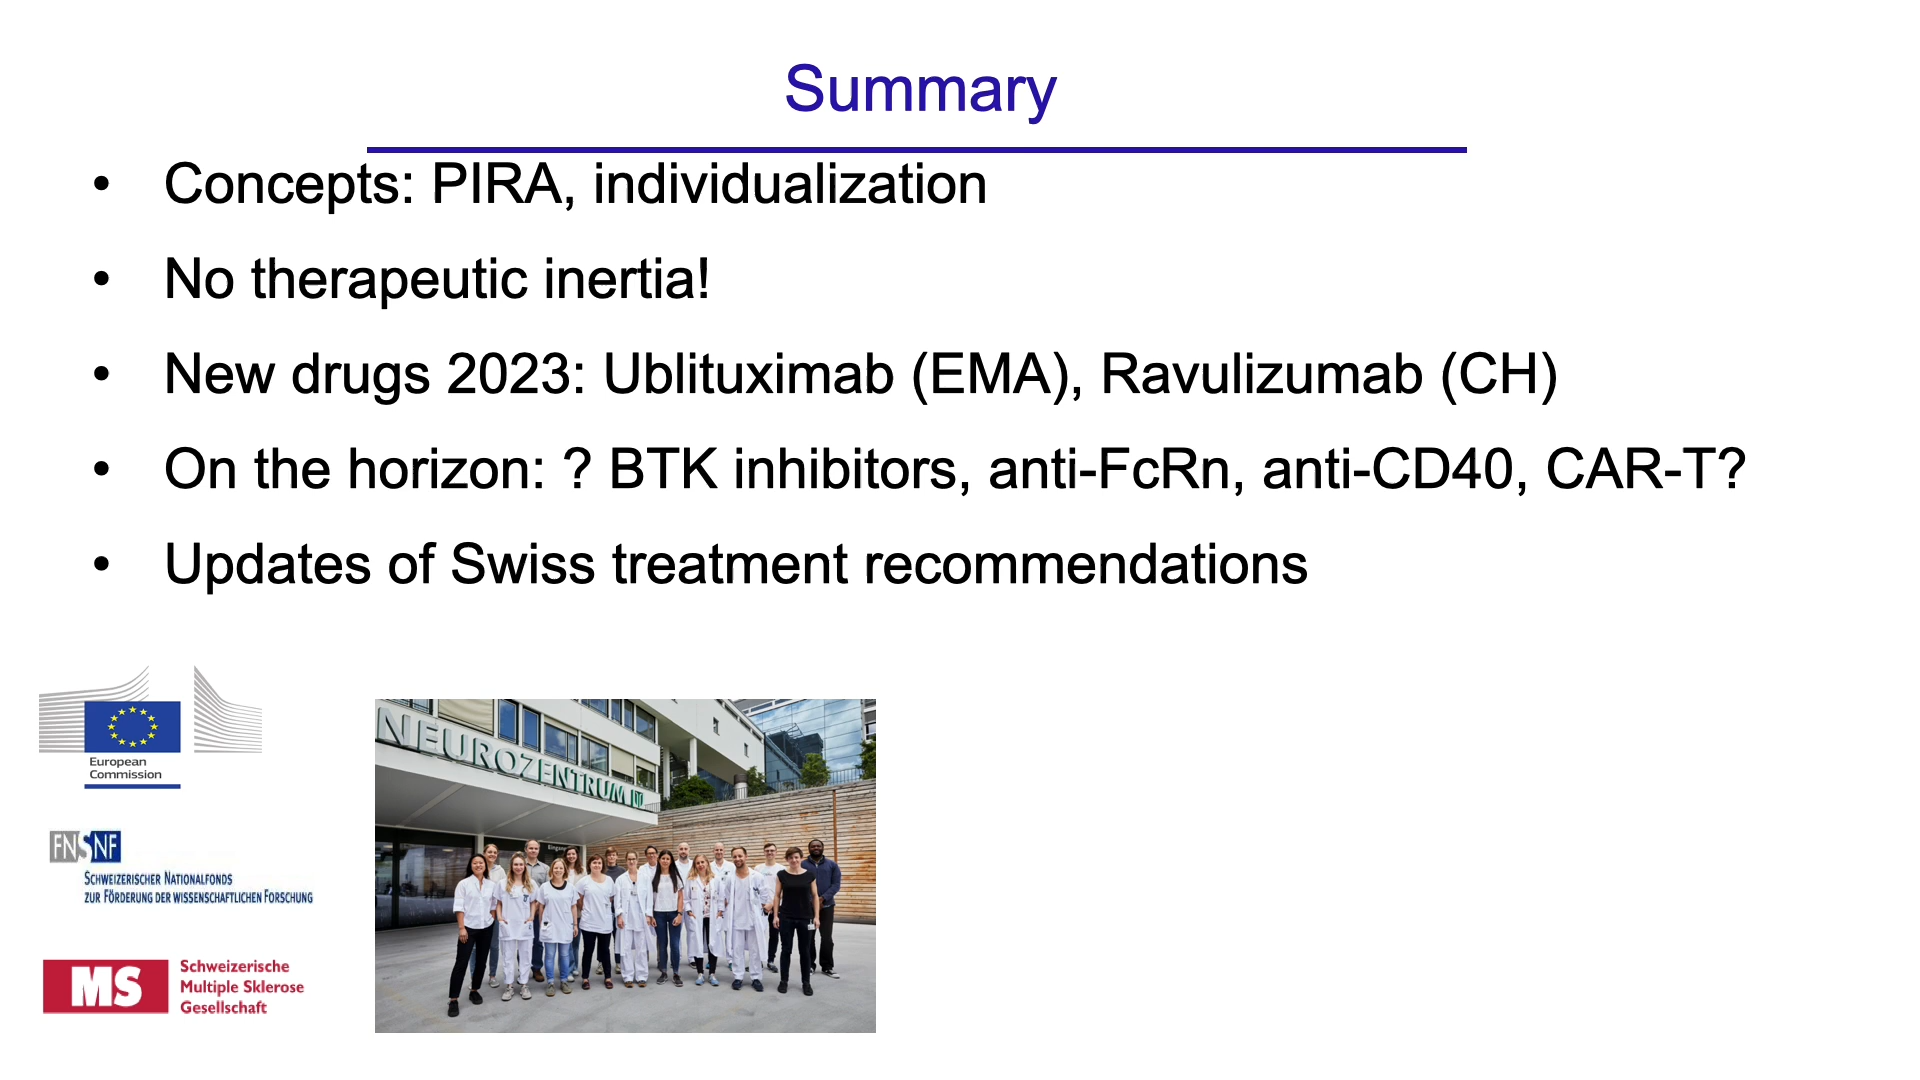 Summary
• Concepts: PIRA, individualization
• No therapeutic inertia!
• New drugs 2023: Ublituximab (EMA), Ravulizumab (CH)
• On the horizon: ? BTK inhibitors, anti-FcRn, anti-CD40, CAR-T?
• Updates of Swiss treatment recommendations
European
Commission
FNSNF
SCHWEIZERISCHER NATIONALFONDS
ZUR FÖRDERUNG DER WISSENSCHAFTLICHEN FORSCHUNG
MS
Schweizerische
Multiple Sklerose
Gesellschaft
NEUROZENTRUM